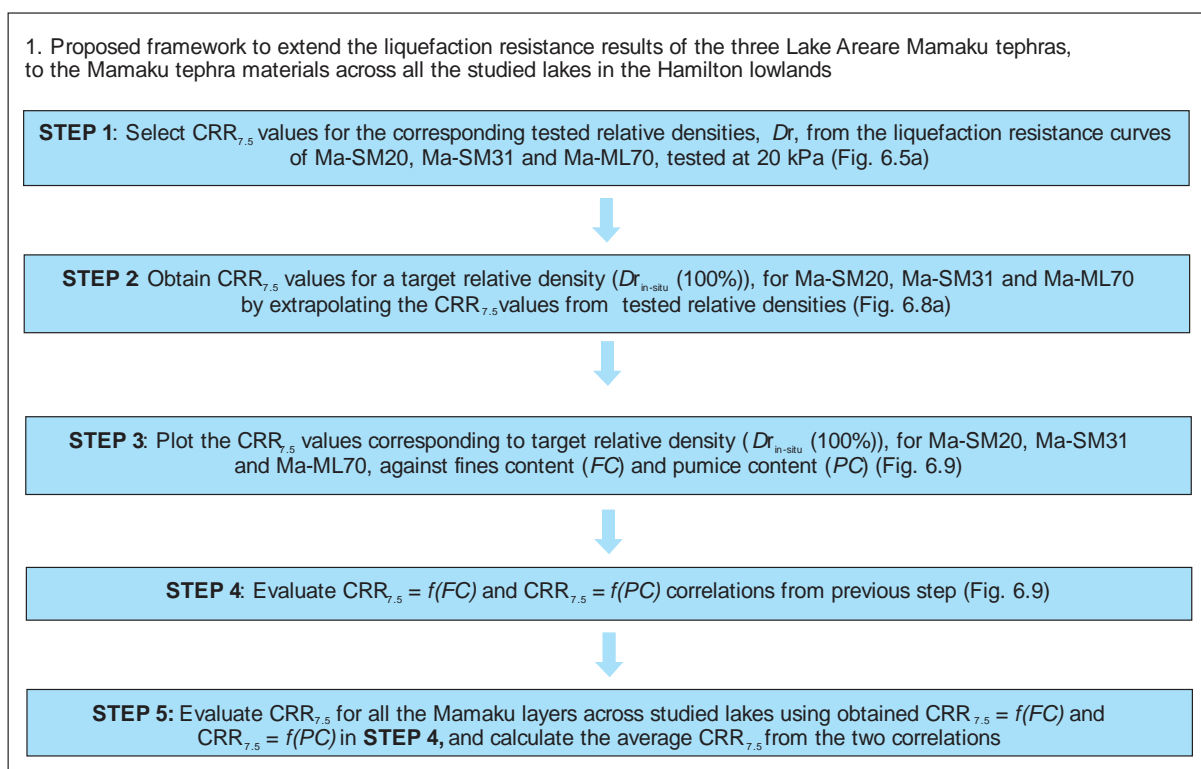 1. Proposed framework to extend the liquefaction resistance results of the three Lake Areare Mamaku tephras,
to the Mamaku tephra materials across all the studied lakes in the Hamilton lowlands
STEP 1: Select CRR7.5 values for the corresponding tested relative densities, Dr, from the liquefaction resistance curves
of Ma-SM20, Ma-SM31 and Ma-ML70, tested at 20 kPa (Fig. 6.5a)
STEP 2: Obtain CRR7.5 values for a target relative density (Drin-situ (100%)), for Ma-SM20, Ma-SM31 and Ma-ML70
by extrapolating the CRR7.5 values from tested relative densities (Fig. 6.8a)
STEP 3: Plot the CRR7.5 values corresponding to target relative density (Drin-situ (100%)), for Ma-SM20, Ma-SM31
and Ma-ML70, against fines content (FC) and pumice content (PC) (Fig. 6.9)
STEP 4: Evaluate CRR7.5 = f(FC) and CRR7.5 = f(PC) correlations from previous step (Fig. 6.9)
STEP 5: Evaluate CRR7.5 for all the Mamaku layers across studied lakes using obtained CRR7.5 = f(FC) and
CRR7.5 = f(PC) in STEP 4, and calculate the average CRR7.5 from the two correlations